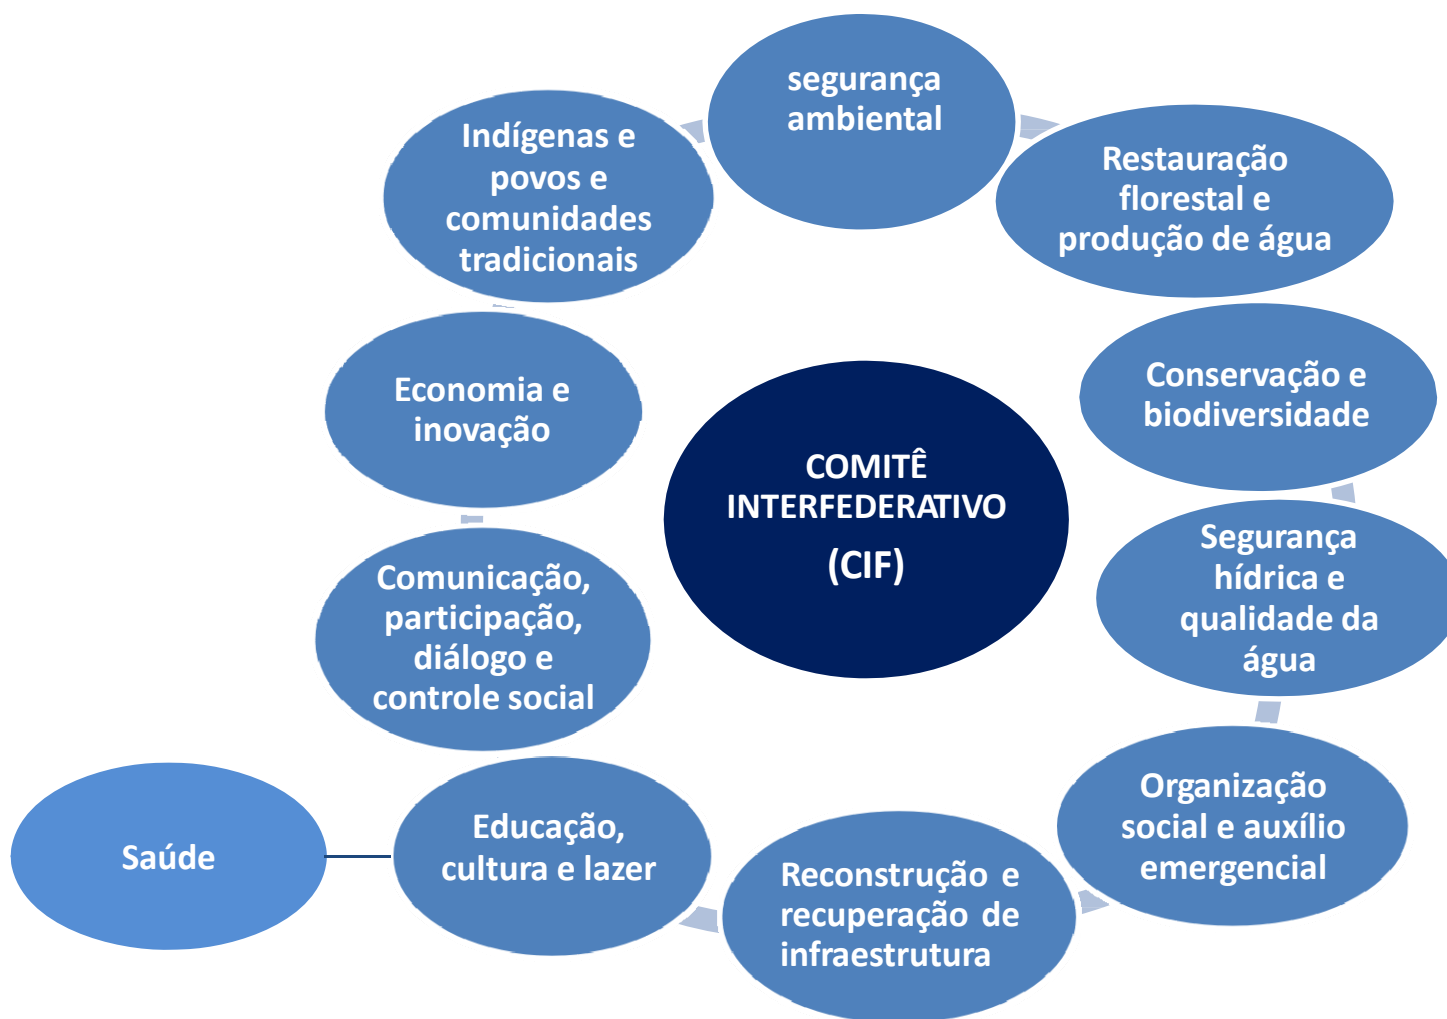 segurança
ambiental
Indígenas e
povos e
comunidades
tradicionais
Restauração
florestal e
produção de água
Economia e
inovação
Conservação e
biodiversidade
COMITÊ
INTERFEDERATIVO
(CIF)
Comunicação,
participação,
diálogo e
controle social
Segurança
hídrica e
qualidade da
água
Saúde
Educação,
cultura e lazer
Reconstrução e
recuperação de
infraestrutura
Organização
social e auxílio
emergencial